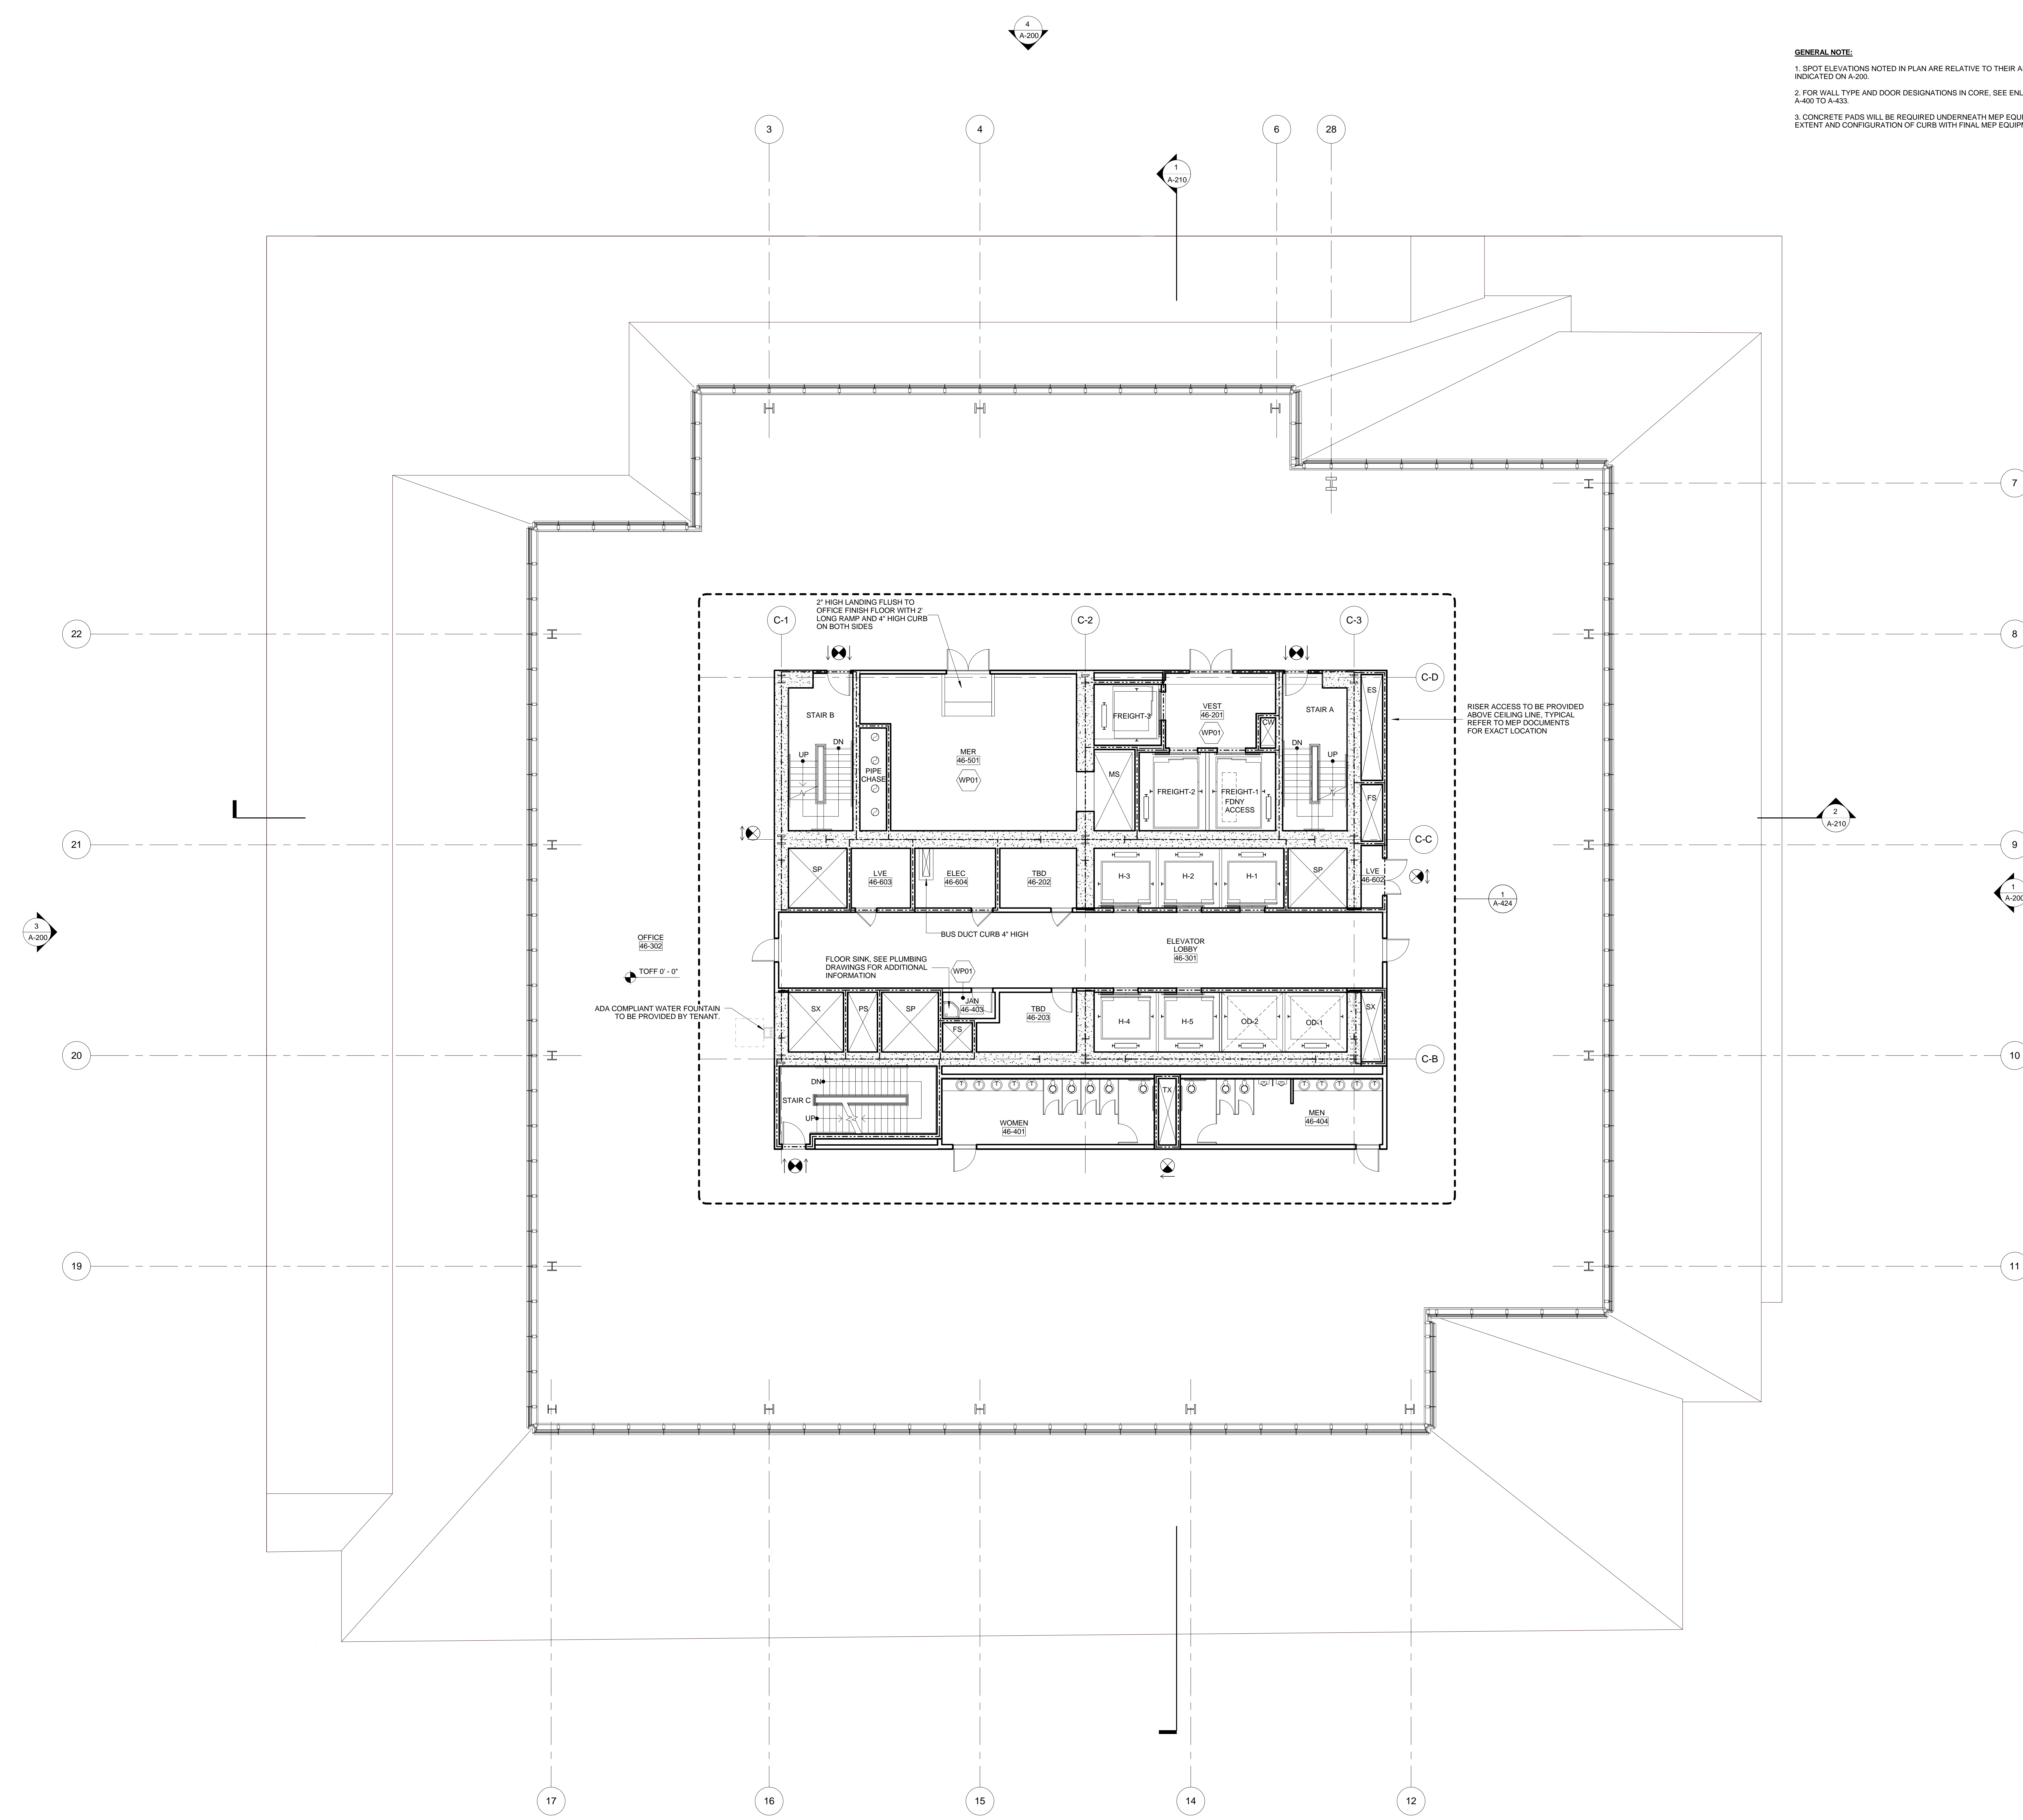 4
A-200
GENERAL NOTE:
1. SPOT ELEVATIONS NOTED IN PLAN ARE RELATIVE TO THEIR
INDICATED ON A-200.
2. FOR WALL TYPE AND DOOR DESIGNATIONS IN CORE, SEE
A-400 TO A-433.
3. CONCRETE PADS WILL BE REQUIRED UNDERNEATH MEP
EXTENT AND CONFIGURATION OF CURB WITH FINAL MEP
3
4
6
28
1
A-210
7
22
8
2" HIGH LANDING FLUSH TO
OFFICE FINISH FLOOR WITH 2'
LONG RAMP AND 4" HIGH CURB
ON BOTH SIDES
C-1
C-2
C-3
C-D
STAIR B
DN
UP
PIPE
CHASE
MER
46-501
WP01
FREIGHT-3
MS
VEST
46-201
WP01
CW
FREIGHT-2
FREIGHT-1
FDNY
ACCESS
STAIR A
DN
UP
ES
FS
RISER ACCESS TO BE PROVIDED
ABOVE CEILING LINE, TYPICAL
REFER TO MEP DOCUMENTS
FOR EXACT LOCATION
2
A-210
C-C
21
9
SP
LVE
46-603
ELEC
46-604
TBD
46-202
H-3
H-2
H-1
SP
LVE
46-602
1
A-424
1
A-200
3
A-200
OFFICE
46-302
TOFF 0' - 0"
BUS DUCT CURB 4" HIGH
ELEVATOR
LOBBY
46-301
FLOOR SINK, SEE PLUMBING
DRAWINGS FOR ADDITIONAL
INFORMATION
WP01
ADA COMPLIANT WATER FOUNTAIN
TO BE PROVIDED BY TENANT.
SX
PS
SP
JAN
46-403
FS
TBD
46-203
H-4
H-5
OD-2
OD-1
SX
20
10
C-B
DN
STAIR C
UP
WOMEN
46-401
TX
MEN
46-404
19
11
17
16
15
14
12